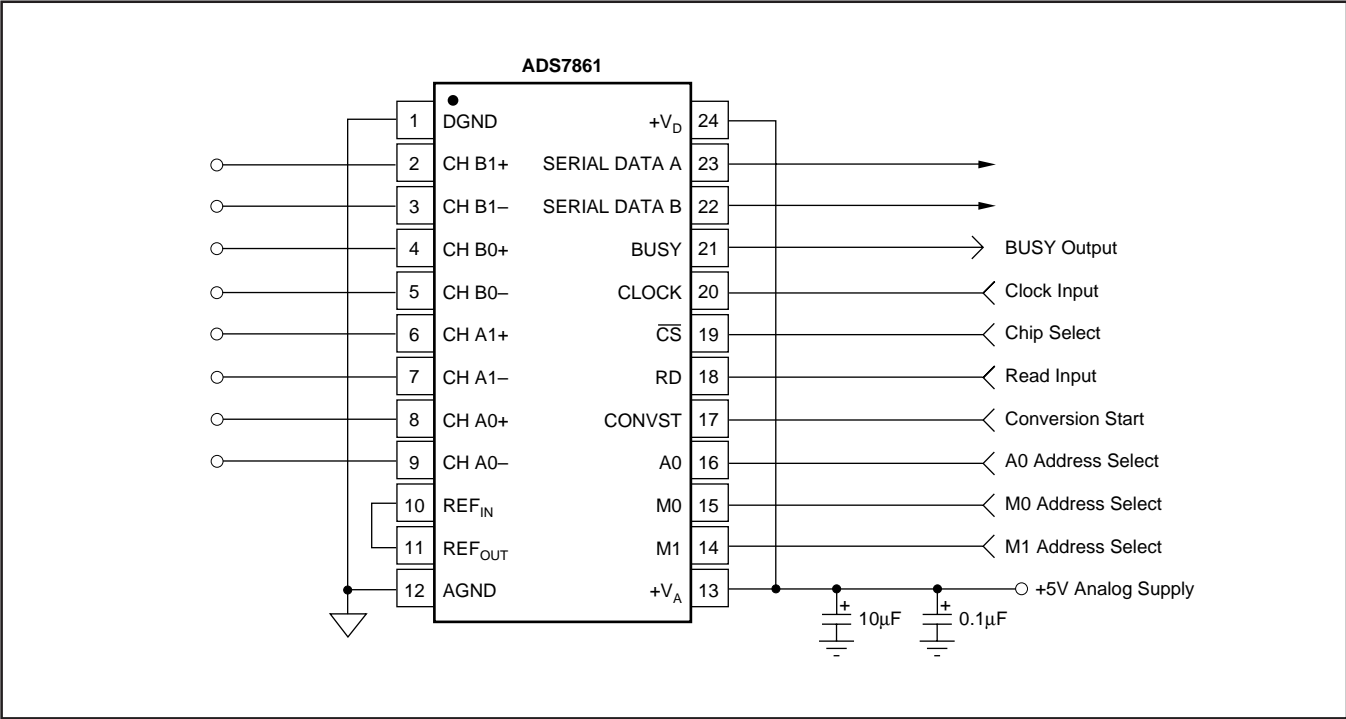 ADS7861
1 DGND +VD 24
2 CH B1+ SERIAL DATA A 23
3 CH B1– SERIAL DATA B 22
4 CH B0+ BUSY 21 BUSY Output
5 CH B0– CLOCK 20 Clock Input
6 CH A1+ CS 19 Chip Select
7 CH A1– RD 18 Read Input
8 CH A0+ CONVST 17 Conversion Start
9 CH A0– A0 16 A0 Address Select
10 REFIN M0 15 M0 Address Select
11 REFOUT M1 14 M1 Address Select
12 AGND +VA 13 +5V Analog Supply
+ 10µF + 0.1µF